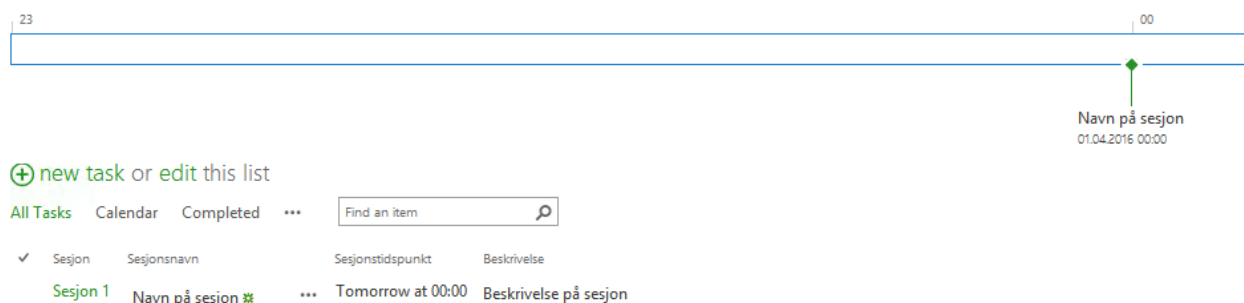 23 00
Navn på sesjon
01.04.2016 00:00
new task or edit this list
All Tasks Calendar Completed ••• Find an item
Sesjon Sesjonsnavn Sesjonstidspunkt Beskrivelse
Sesjon 1 Navn på sesjon ••• Tomorrow at 00:00 Beskrivelse på sesjon